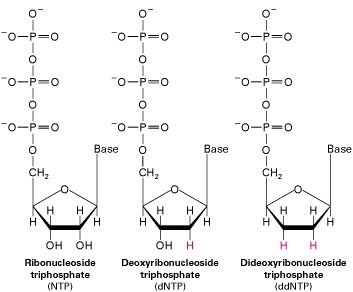 O⁻ O⁻ O⁻
⁻O—P=O ⁻O—P=O ⁻O—P=O
O O O
⁻O—P=O ⁻O—P=O ⁻O—P=O
O O O
⁻O—P=O ⁻O—P=O ⁻O—P=O
O Base O Base O Base
CH₂ CH₂ CH₂
O O O
H H H H H H H H H H H H
OH OH OH H H H
Ribonucleoside Deoxyribonucleoside Dideoxyribonucleoside
triphosphate triphosphate triphosphate
(NTP) (dNTP) (ddNTP)